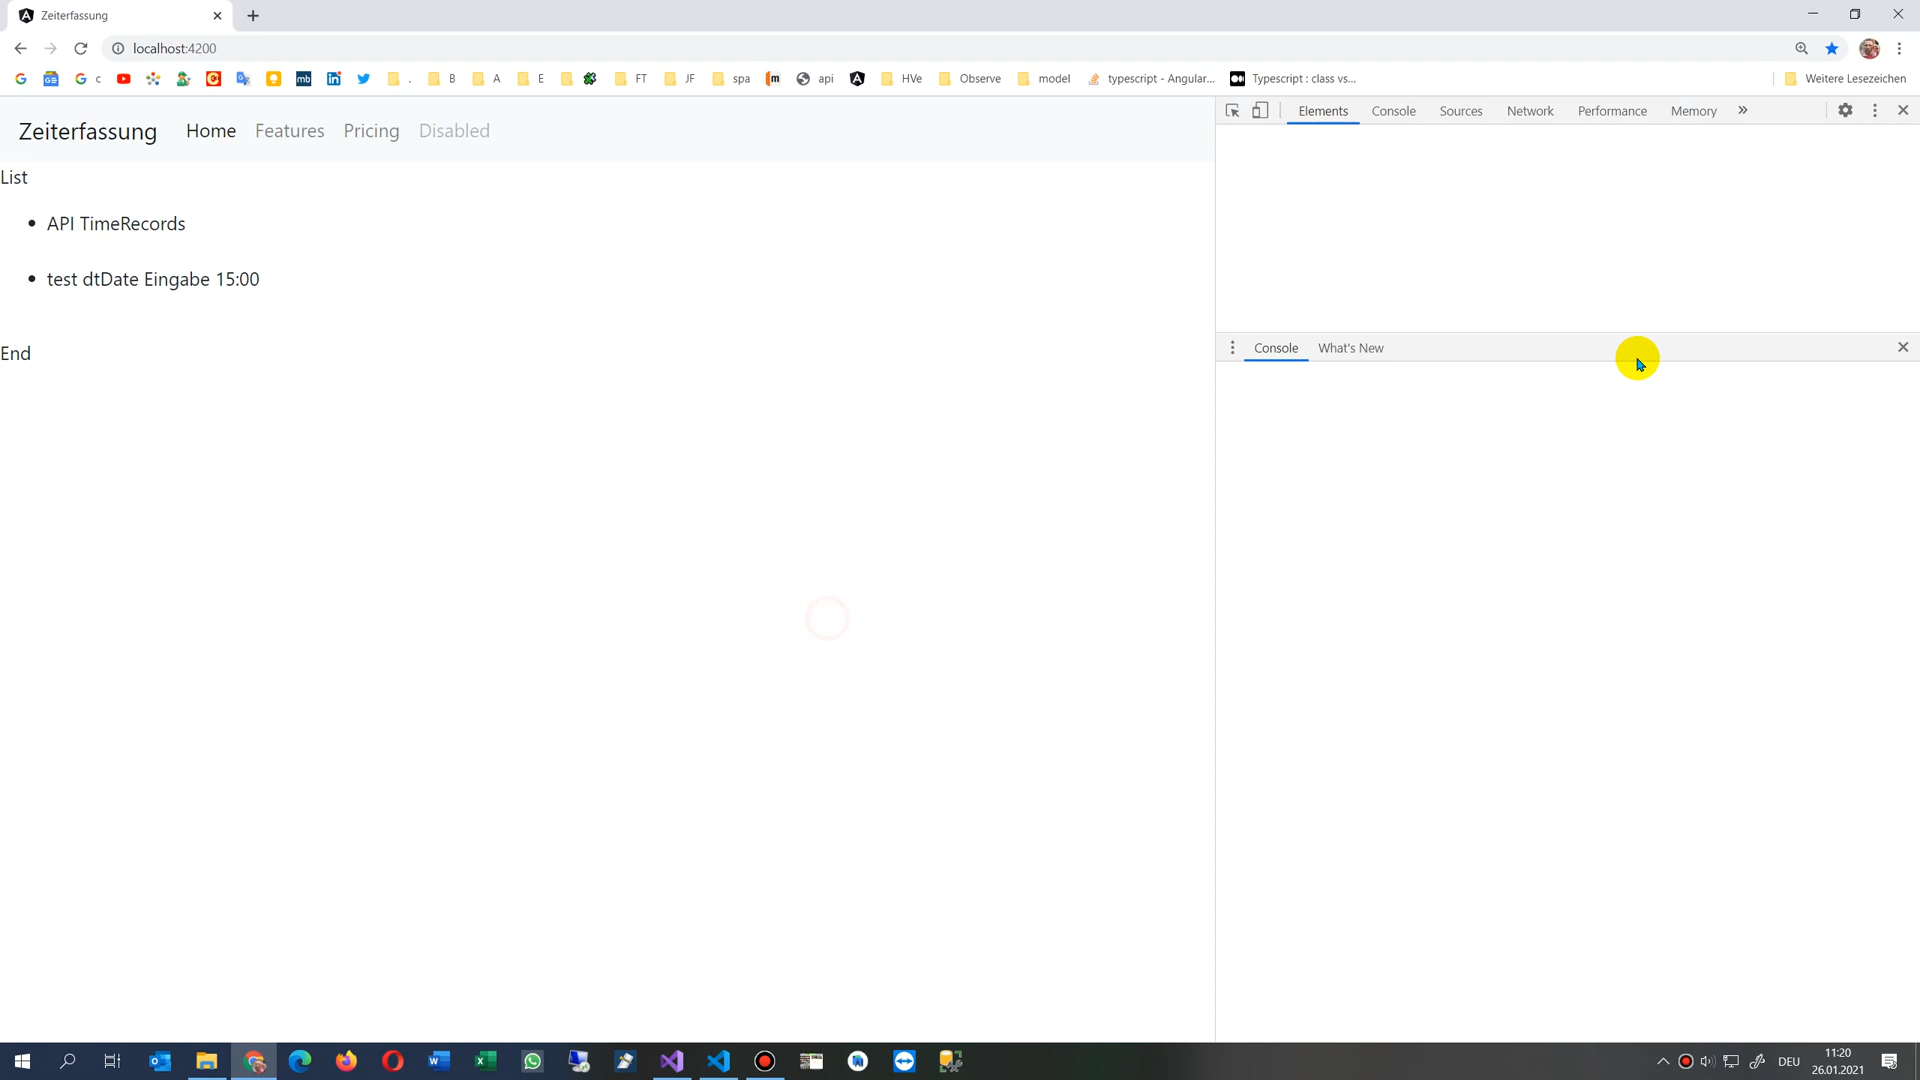 Zeiterfassung
localhost:4200
c
.
B
A
E
FT
JF
spa
api
HVe
Observe
model
typescript - Angular...
Typescript : class vs...
Weitere Lesezeichen
Zeiterfassung Home Features Pricing Disabled
Elements Console Sources Network Performance Memory
List
API TimeRecords
test dtDate Eingabe 15:00
End
Console What's New
DEU
11:20
26.01.2021